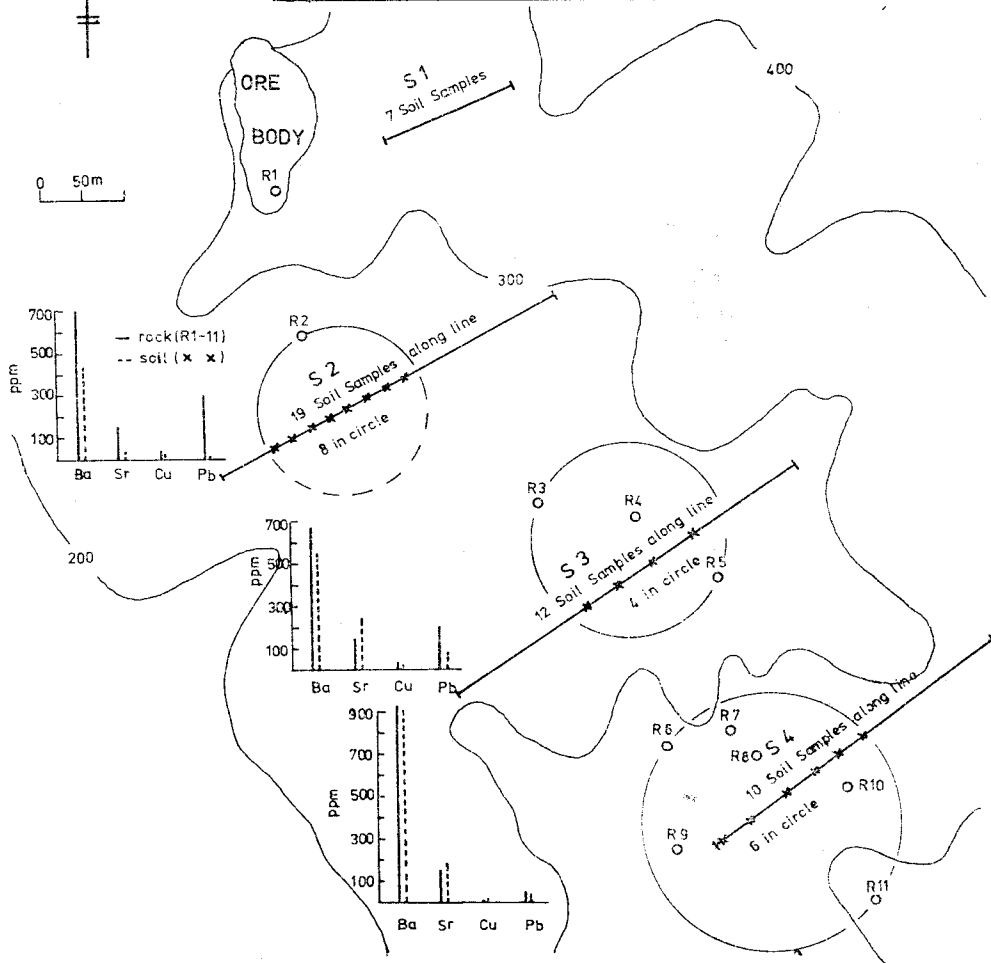 400
S1
7 Soil Samples
ORE
BODY
R1
0 50m
300
700
500
300
100
ppm
rock(R1-11)
soil (x x)
Ba Sr Cu Pb
R2
S2
19 Soil Samples along line
8 in circle
200
R3
R4
R5
S3
12 Soil Samples along line
4 in circle
700
500
300
100
ppm
Ba Sr Cu Pb
R6
R7
R8
S4
10 Soil Samples along line
6 in circle
R9
R10
R11
900
700
500
300
100
ppm
Ba Sr Cu Pb